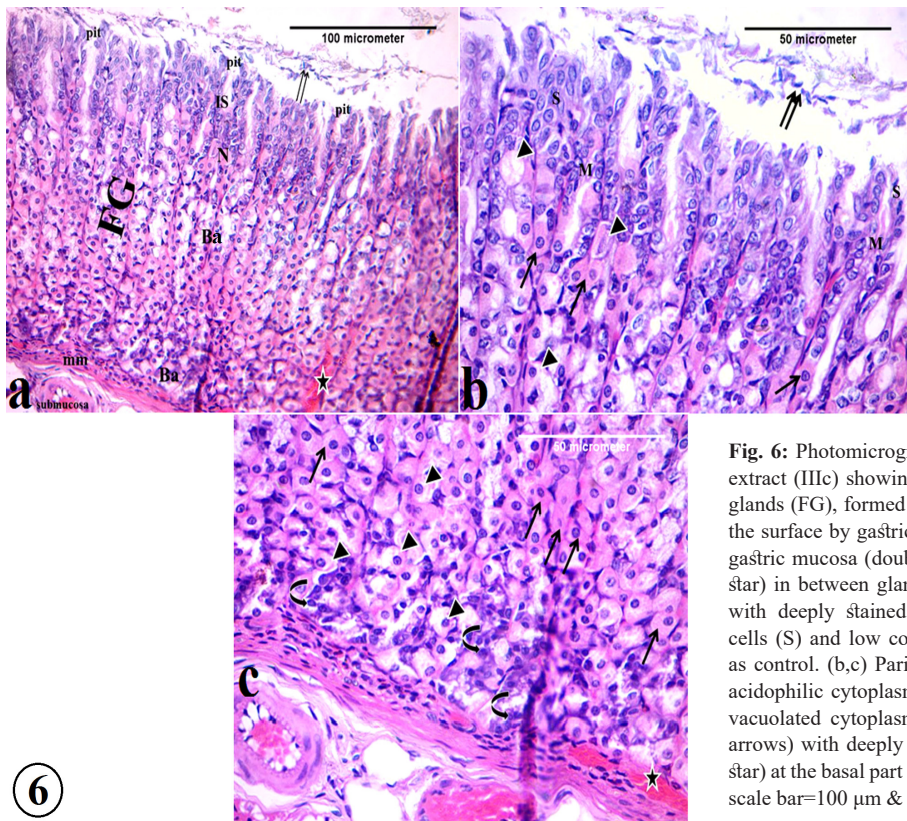 pit
100 micrometer
pit
IS
pit
N
FG
Ba
mm
Ba
a
submucosa
50 micrometer
S
M
S
M
b
50 micrometer
c
6
Fig. 6: Photomicrog
extract (IIIc) showin
glands (FG), formed
the surface by gastric
gastric mucosa (doub
star) in between glan
with deeply stained
cells (S) and low co
as control. (b,c) Pari
acidophilic cytoplasm
vacuolated cytoplasm
arrows) with deeply
star) at the basal part
scale bar=100 µm &